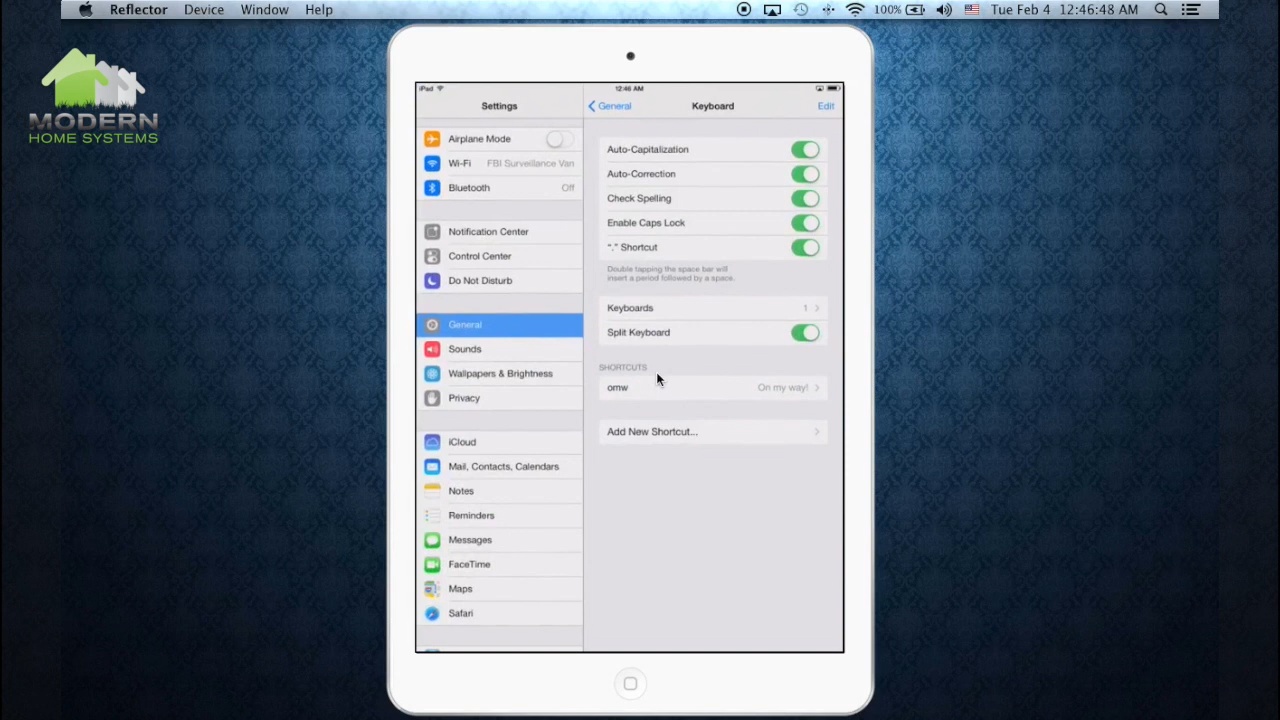 Reflector Device Window Help 100% Tue Feb 4 12:46:48 AM
MODERN
HOME SYSTEMS
iPad 12:46 AM
Settings
General Keyboard Edit
Airplane Mode
Wi-Fi FBI Surveillance Van
Bluetooth Off
Notification Center
Control Center
Do Not Disturb
General
Sounds
Wallpapers & Brightness
Privacy
iCloud
Mail, Contacts, Calendars
Notes
Reminders
Messages
FaceTime
Maps
Safari
Auto-Capitalization
Auto-Correction
Check Spelling
Enable Caps Lock
“.” Shortcut
Double tapping the space bar will
insert a period followed by a space.
Keyboards 1
Split Keyboard
SHORTCUTS
omw On my way!
Add New Shortcut...